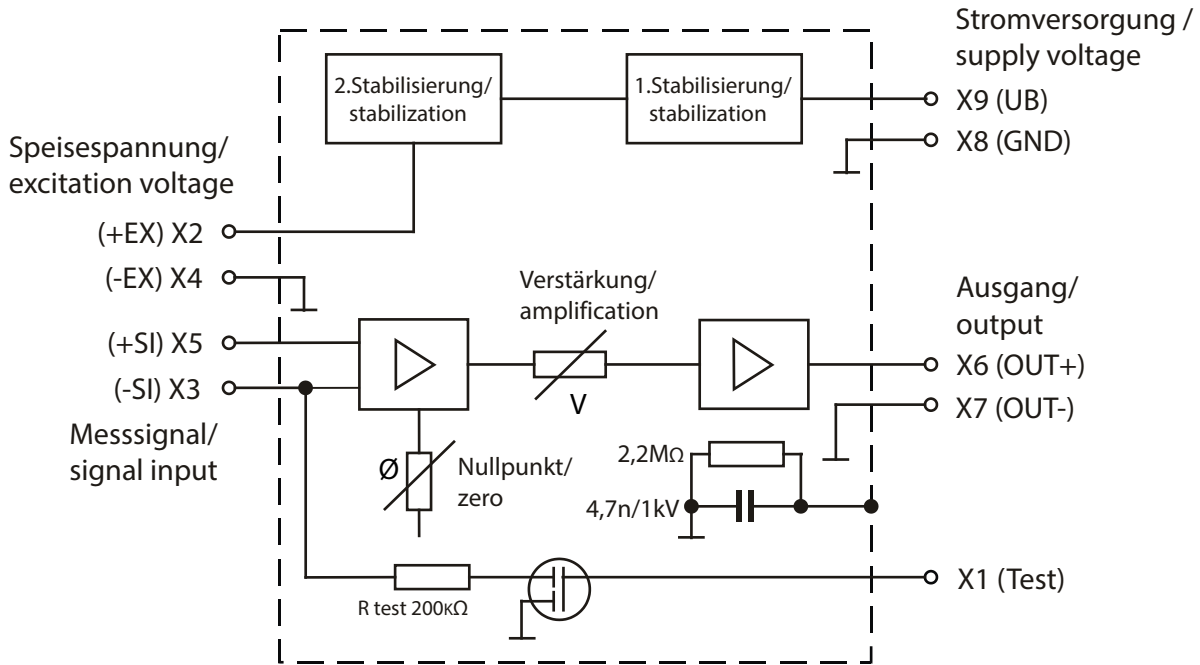 Stromversorgung /
supply voltage
2.Stabilisierung/
stabilization
1.Stabilisierung/
stabilization
X9 (UB)
X8 (GND)
Speisespannung/
excitation voltage
(+EX) X2
(-EX) X4
Verstärkung/
amplification
Ausgang/
output
(+SI) X5
X6 (OUT+)
(-SI) X3
V
X7 (OUT-)
Messsignal/
signal input
Ø
Nullpunkt/
zero
2,2MΩ
4,7n/1kV
R test 200κΩ
X1 (Test)